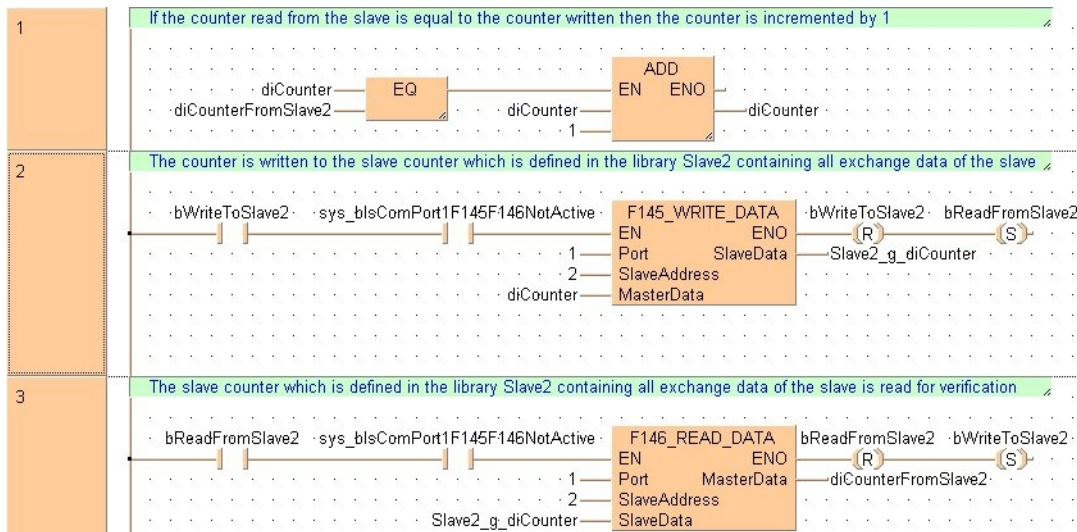 1
If the counter read from the slave is equal to the counter written then the counter is incremented by 1
ADD
diCounter EQ EN ENO
diCounterFromSlave2 diCounter diCounter
1
2
The counter is written to the slave counter which is defined in the library Slave2 containing all exchange data of the slave
bWriteToSlave2 sys_bIsComPort1F145F146NotActive F145_WRITE_DATA bWriteToSlave2 bReadFromSlave2
EN ENO (R) (S)
1 Port SlaveData Slave2_g_diCounter
2 SlaveAddress
diCounter MasterData
3
The slave counter which is defined in the library Slave2 containing all exchange data of the slave is read for verification
bReadFromSlave2 sys_bIsComPort1F145F146NotActive F146_READ_DATA bReadFromSlave2 bWriteToSlave2
EN ENO (R) (S)
1 Port MasterData diCounterFromSlave2
2 SlaveAddress
Slave2_g_diCounter SlaveData